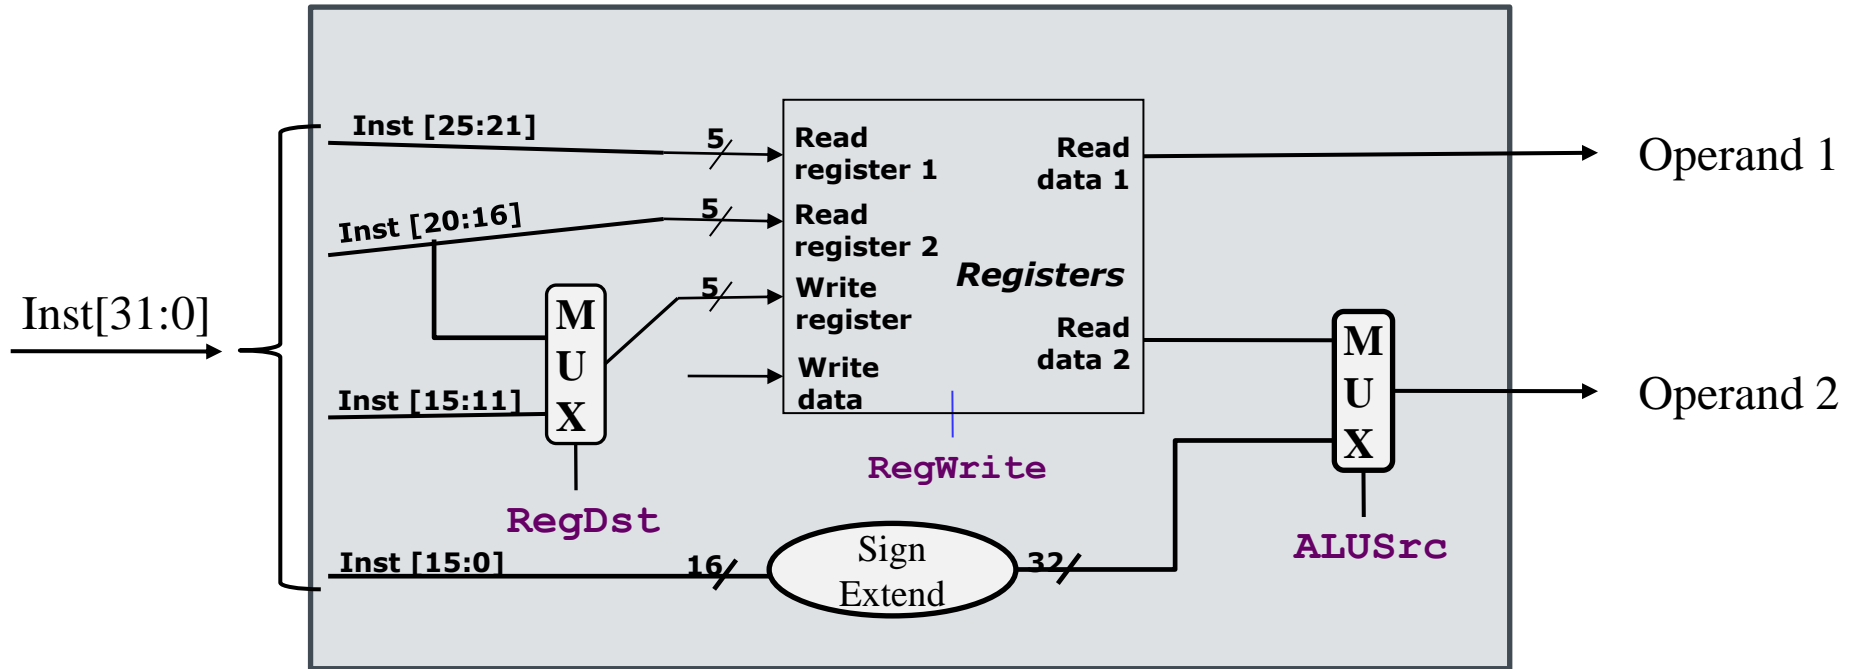 Inst[31:0]
Inst [25:21]
5
Inst [20:16]
5
5
Inst [15:11]
M
U
X
RegDst
Inst [15:0]
16
Sign
Extend
32
Read
register 1
Read
register 2
Write
register
Write
data
Registers
Read
data 1
Read
data 2
RegWrite
M
U
X
ALUSrc
Operand 1
Operand 2